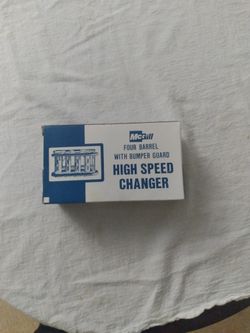 McGill
FOUR BARREL
WITH BUMPER GUARD
HIGH SPEED
CHANGER